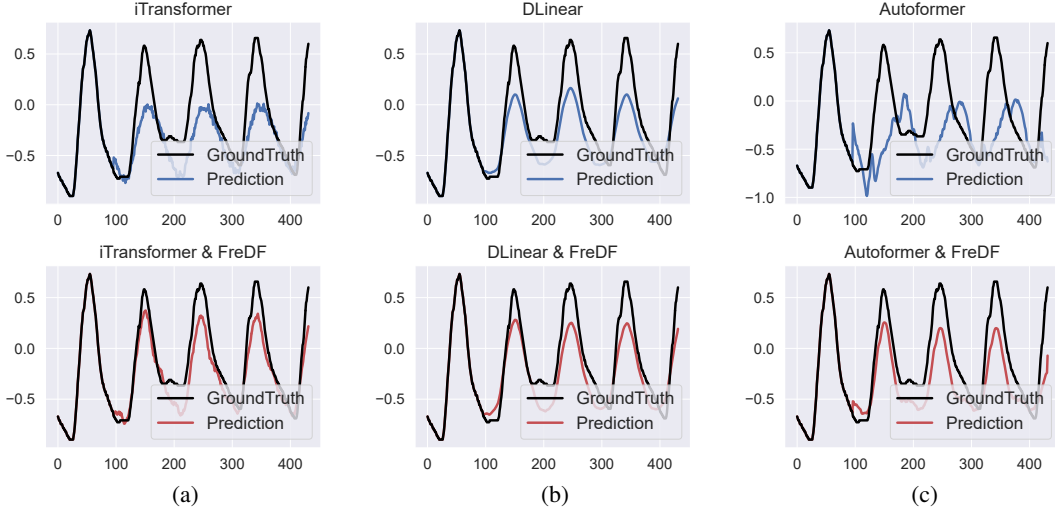 iTransformer
DLinear
Autoformer
0.5
0.0
−0.5
GroundTruth
Prediction
0 100 200 300 400
0.5
0.0
−0.5
GroundTruth
Prediction
0 100 200 300 400
0.5
0.0
−0.5
−1.0
GroundTruth
Prediction
0 100 200 300 400
iTransformer & FreDF
DLinear & FreDF
Autoformer & FreDF
0.5
0.0
−0.5
GroundTruth
Prediction
0 100 200 300 400
0.5
0.0
−0.5
GroundTruth
Prediction
0 100 200 300 400
0.5
0.0
−0.5
GroundTruth
Prediction
0 100 200 300 400
(a)
(b)
(c)